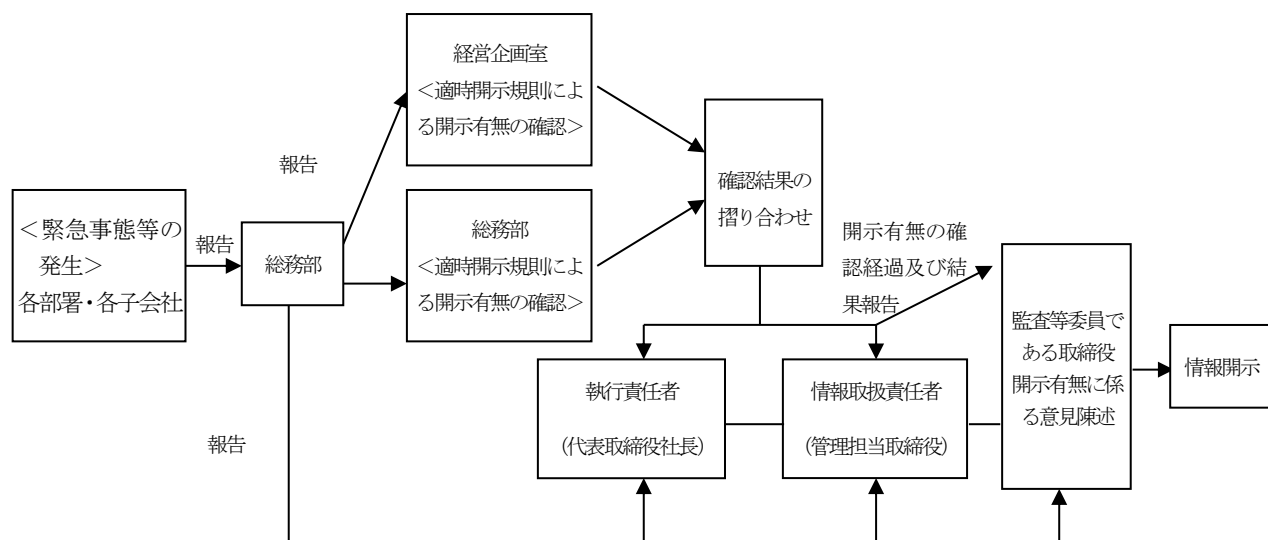 ＜緊急事態等の
発生＞
各部署・各子会社
報告
総務部
報告
経営企画室
＜適時開示規則によ
る開示有無の確認＞
総務部
＜適時開示規則によ
る開示有無の確認＞
確認結果の
摺り合わせ
開示有無の確
認経過及び結
果報告
執行責任者
（代表取締役社長）
情報取扱責任者
（管理担当取締役）
監査等委員で
ある取締役
開示有無に係
る意見陳述
情報開示
報告